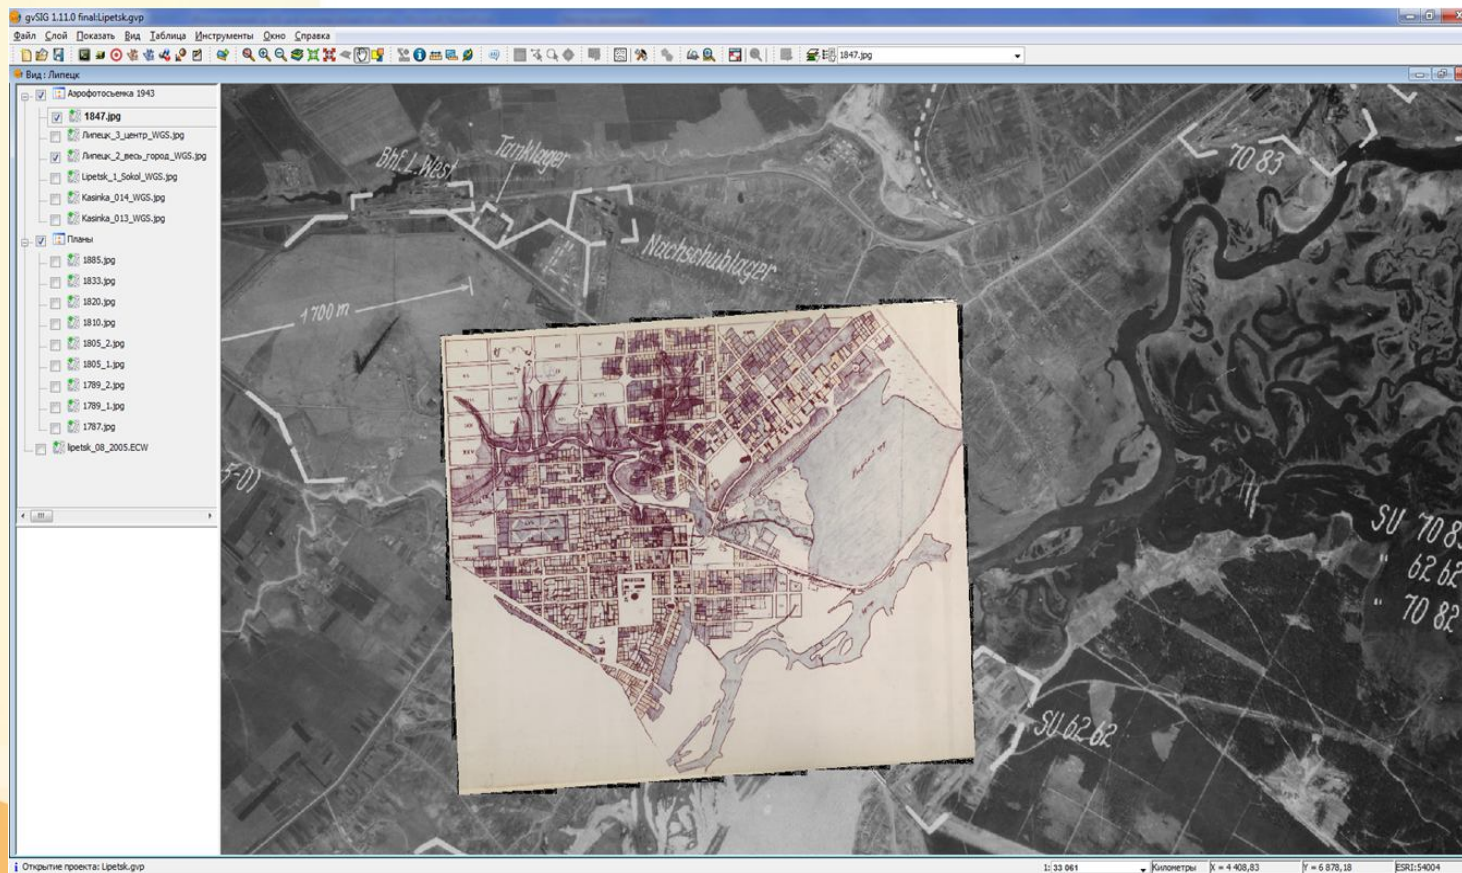 gvSIG 1.11.0 final:Lipetsk.gvp
Файл Слой Показать Вид Таблица Инструменты Окно Справка
1847.jpg
Вид : Липецк
Аэрофотосъемка 1943
1847.jpg
Липецк_3_центр_WGS.jpg
Липецк_2_весь_город_WGS.jpg
Lipetsk_1_Sokol_WGS.jpg
Kasinka_014_WGS.jpg
Kasinka_013_WGS.jpg
Планы
1885.jpg
1833.jpg
1820.jpg
1810.jpg
1805_2.jpg
1805_1.jpg
1789_2.jpg
1789_1.jpg
1787.jpg
lipetsk_08_2005.ECW
Bhf. L. West
Tanklager
Nachschublager
1700 m
70 83
5-01)
SU 70 83
" 62 62
" 70 82
SU 62 62
Открытие проекта: Lipetsk.gvp
1: 33 061
Километры
X = 4 408,83
Y = 6 878,18
ESRI:54004